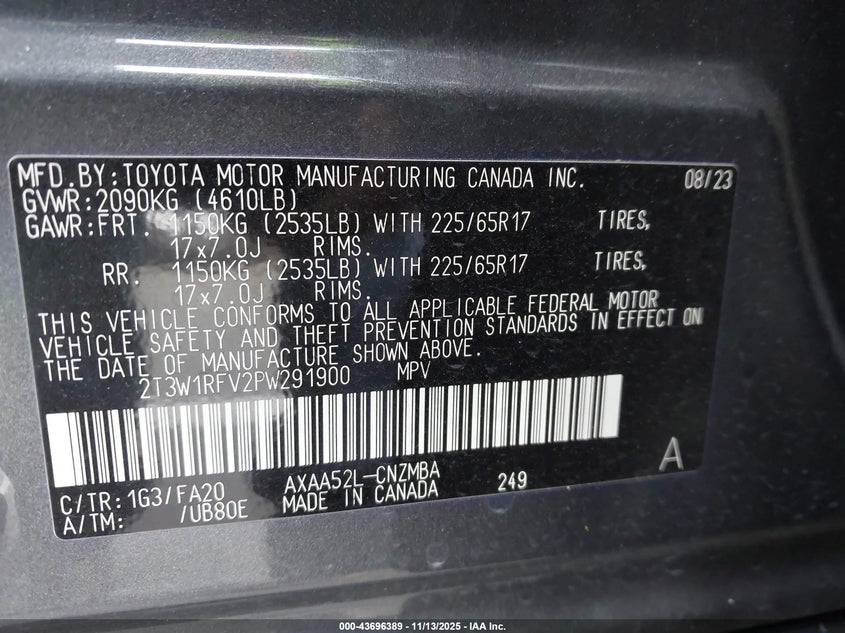 MFD.BY:TOYOTA MOTOR MANUFACTURING CANADA INC. 08/23
GVWR:2090KG (4610LB)
GAWR:FRT. 1150KG (2535LB) WITH 225/65R17 TIRES,
17x7.0J RIMS.
RR. 1150KG (2535LB) WITH 225/65R17 TIRES,
17x7.0J RIMS.
THIS VEHICLE CONFORMS TO ALL APPLICABLE FEDERAL MOTOR
VEHICLE SAFETY AND THEFT PREVENTION STANDARDS IN EFFECT ON
THE DATE OF MANUFACTURE SHOWN ABOVE.
2T3W1RFV2PW291900 MPV
A
C/TR:1G3/FA20 AXAA52L-CNZMBA 249
A/TM: /UB80E MADE IN CANADA
000-43696389 - 11/13/2025 - IAA Inc.